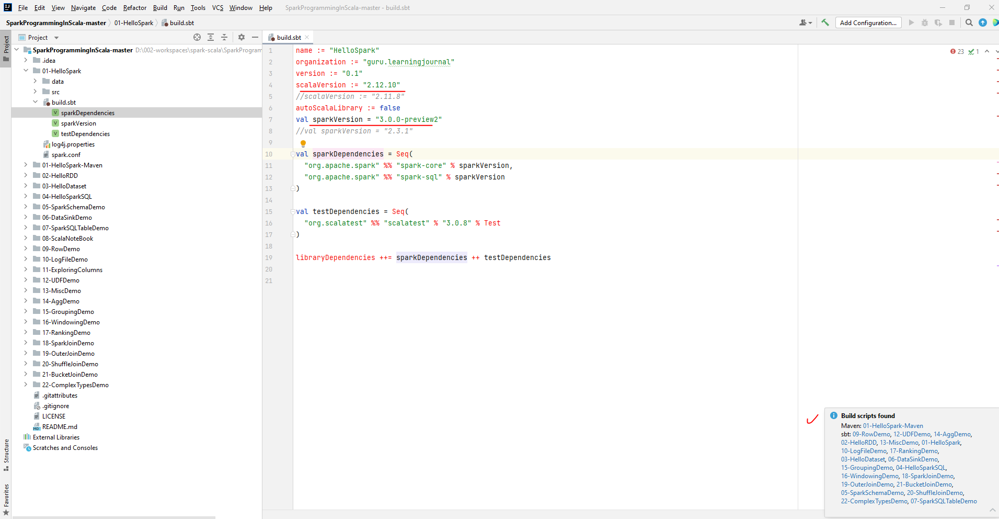 File Edit View Navigate Code Refactor Build Run Tools VCS Window Help SparkProgrammingInScala-master - build.sbt
SparkProgrammingInScala-master 01-HelloSpark build.sbt Add Configuration...
Project
Project
build.sbt
SparkProgrammingInScala-master D:\002-workspaces\spark-scala\SparkProgram
.idea
01-HelloSpark
data
src
build.sbt
sparkDependencies
sparkVersion
testDependencies
log4j.properties
spark.conf
01-HelloSpark-Maven
02-HelloRDD
03-HelloDataset
04-HelloSparkSQL
05-SparkSchemaDemo
06-DataSinkDemo
07-SparkSQLTableDemo
08-ScalaNoteBook
09-RowDemo
10-LogFileDemo
11-ExploringColumns
12-UDFDemo
13-MiscDemo
14-AggDemo
15-GroupingDemo
16-WindowingDemo
17-RankingDemo
18-SparkJoinDemo
19-OuterJoinDemo
20-ShuffleJoinDemo
21-BucketJoinDemo
22-ComplexTypesDemo
.gitattributes
.gitignore
LICENSE
README.md
External Libraries
Scratches and Consoles
Structure
Favorites
1 name := "HelloSpark"
2 organization := "guru.learningjournal"
3 version := "0.1"
4 scalaVersion := "2.12.10"
5 //scalaVersion := "2.11.8"
6 autoScalaLibrary := false
7 val sparkVersion = "3.0.0-preview2"
8 //val sparkVersion = "2.3.1"
9
10 val sparkDependencies = Seq(
11 "org.apache.spark" %% "spark-core" % sparkVersion,
12 "org.apache.spark" %% "spark-sql" % sparkVersion
13 )
14
15 val testDependencies = Seq(
16 "org.scalatest" %% "scalatest" % "3.0.8" % Test
17 )
18
19 libraryDependencies ++= sparkDependencies ++ testDependencies
20
21
23 1
Build scripts found
Maven: 01-HelloSpark-Maven
sbt: 09-RowDemo, 12-UDFDemo, 14-AggDemo,
02-HelloRDD, 13-MiscDemo, 01-HelloSpark,
10-LogFileDemo, 17-RankingDemo,
03-HelloDataset, 06-DataSinkDemo,
15-GroupingDemo, 04-HelloSparkSQL,
16-WindowingDemo, 18-SparkJoinDemo,
19-OuterJoinDemo, 21-BucketJoinDemo,
05-SparkSchemaDemo, 20-ShuffleJoinDemo,
22-ComplexTypesDemo, 07-SparkSQLTableDemo